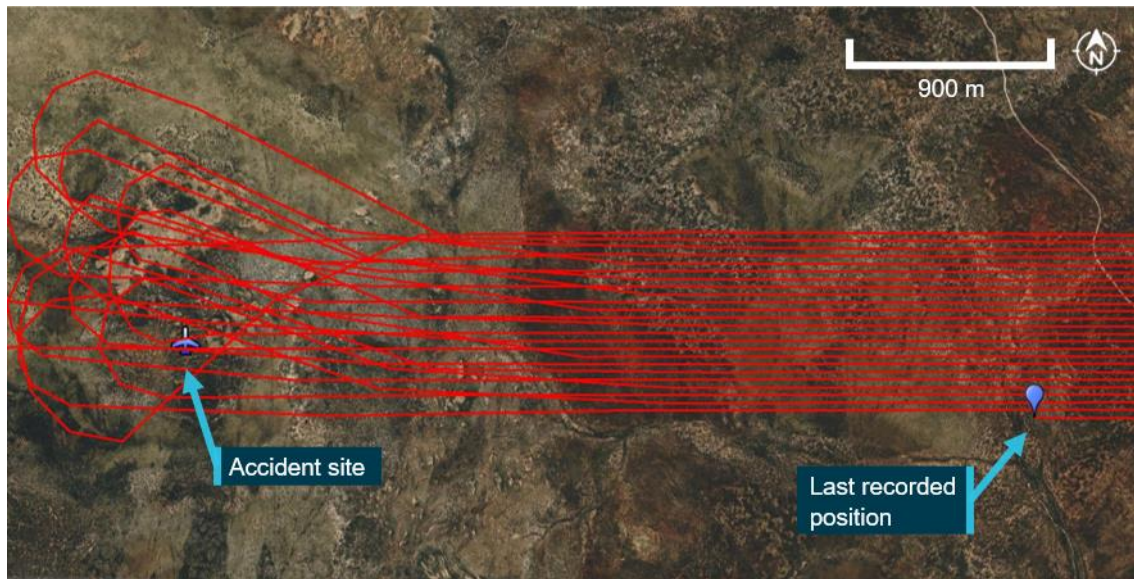 N
900 m
Accident site
Last recorded
position